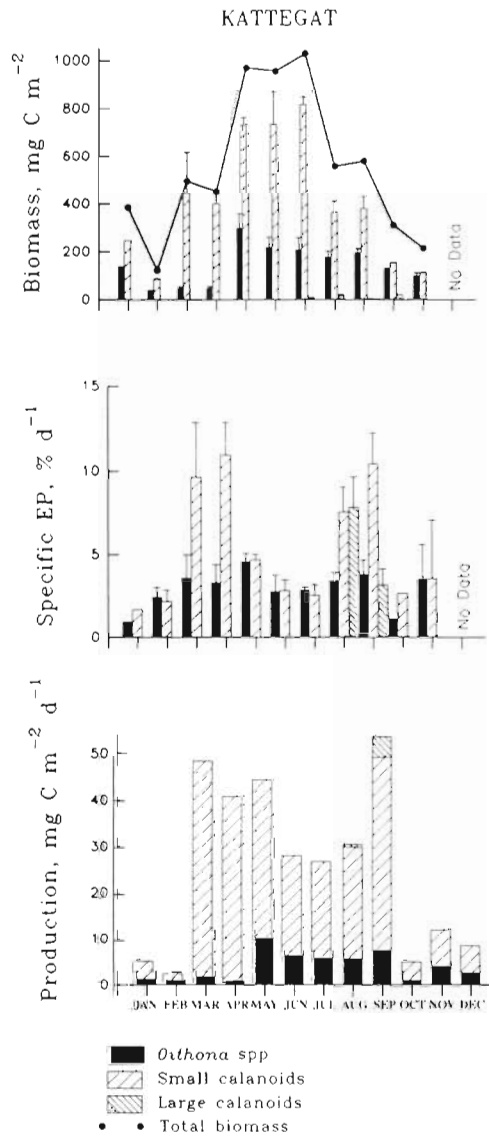 KATTEGAT
Biomass, mg C m⁻²
1000
800
600
400
200
0
No Data
Specific EP, % d⁻¹
15
10
5
0
No Data
Production, mg C m⁻² d⁻¹
50
40
30
20
10
0
JAN FEB MAR APR MAY JUN JUL AUG SEP OCT NOV DEC
Oithona spp
Small calanoids
Large calanoids
Total biomass